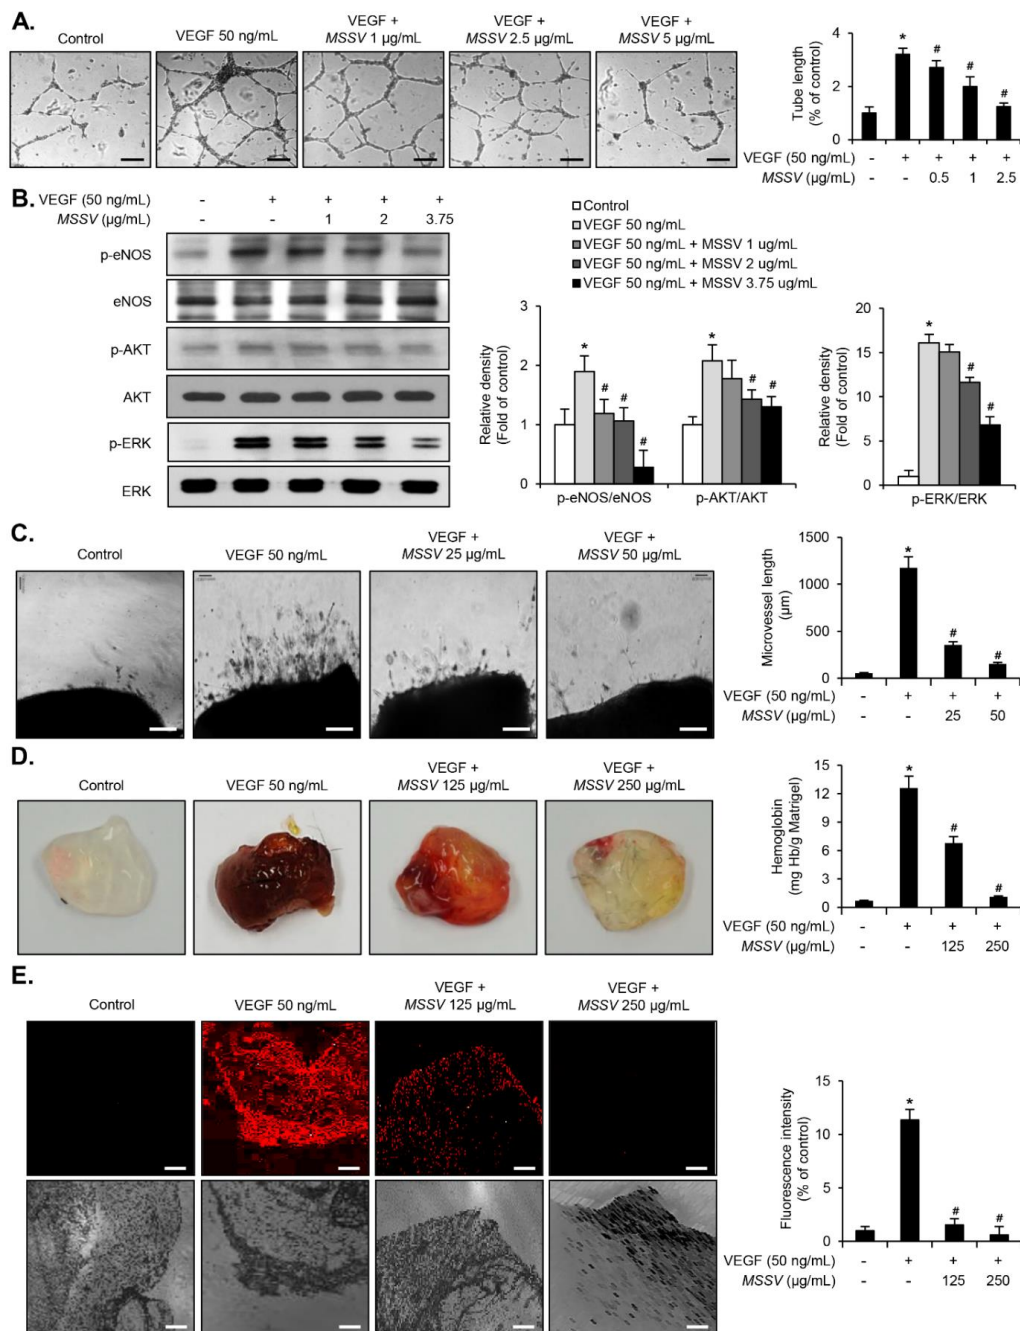 A.
Control
VEGF 50 ng/mL
VEGF +
MSSV 1 µg/mL
VEGF +
MSSV 2.5 µg/mL
VEGF +
MSSV 5 µg/mL
Tube length
(% of control)
6
4
2
0
*
#
#
#
VEGF (50 ng/mL) - + + + +
MSSV (µg/mL) - - 0.5 1 2.5
B.
VEGF (50 ng/mL) - + + + +
MSSV (µg/mL) - - 1 2 3.75
p-eNOS
eNOS
p-AKT
AKT
p-ERK
ERK
Control
VEGF 50 ng/mL
VEGF 50 ng/mL + MSSV 1 ug/mL
VEGF 50 ng/mL + MSSV 2 ug/mL
VEGF 50 ng/mL + MSSV 3.75 ug/mL
Relative density
(Fold of control)
3
2
1
0
*
#
#
#
*
#
#
p-eNOS/eNOS
p-AKT/AKT
Relative density
(Fold of control)
20
15
10
5
0
*
#
#
p-ERK/ERK
C.
Control
VEGF 50 ng/mL
VEGF +
MSSV 25 µg/mL
VEGF +
MSSV 50 µg/mL
Microvessel length
(µm)
1500
1000
500
0
*
#
#
VEGF (50 ng/mL) - + + +
MSSV (µg/mL) - - 25 50
D.
Control
VEGF 50 ng/mL
VEGF +
MSSV 125 µg/mL
VEGF +
MSSV 250 µg/mL
Hemoglobin
(mg Hb/g Matrigel)
15
12
9
6
3
0
*
#
#
VEGF (50 ng/mL) - + + +
MSSV (µg/mL) - - 125 250
E.
Control
VEGF 50 ng/mL
VEGF +
MSSV 125 µg/mL
VEGF +
MSSV 250 µg/mL
Fluorescence intensity
(% of control)
15
10
5
0
*
#
#
VEGF (50 ng/mL) - + + +
MSSV (µg/mL) - - 125 250